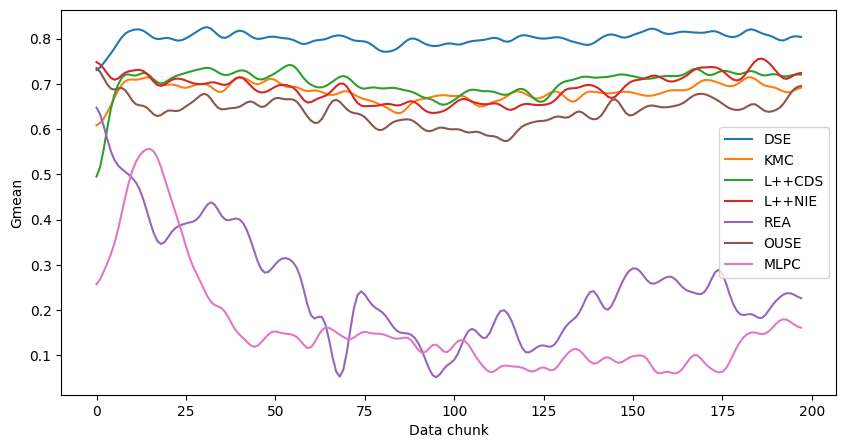 0.8
0.7
0.6
0.5
0.4
0.3
0.2
0.1
Gmean
0
25
50
75
100
125
150
175
200
Data chunk
DSE
KMC
L++CDS
L++NIE
REA
OUSE
MLPC